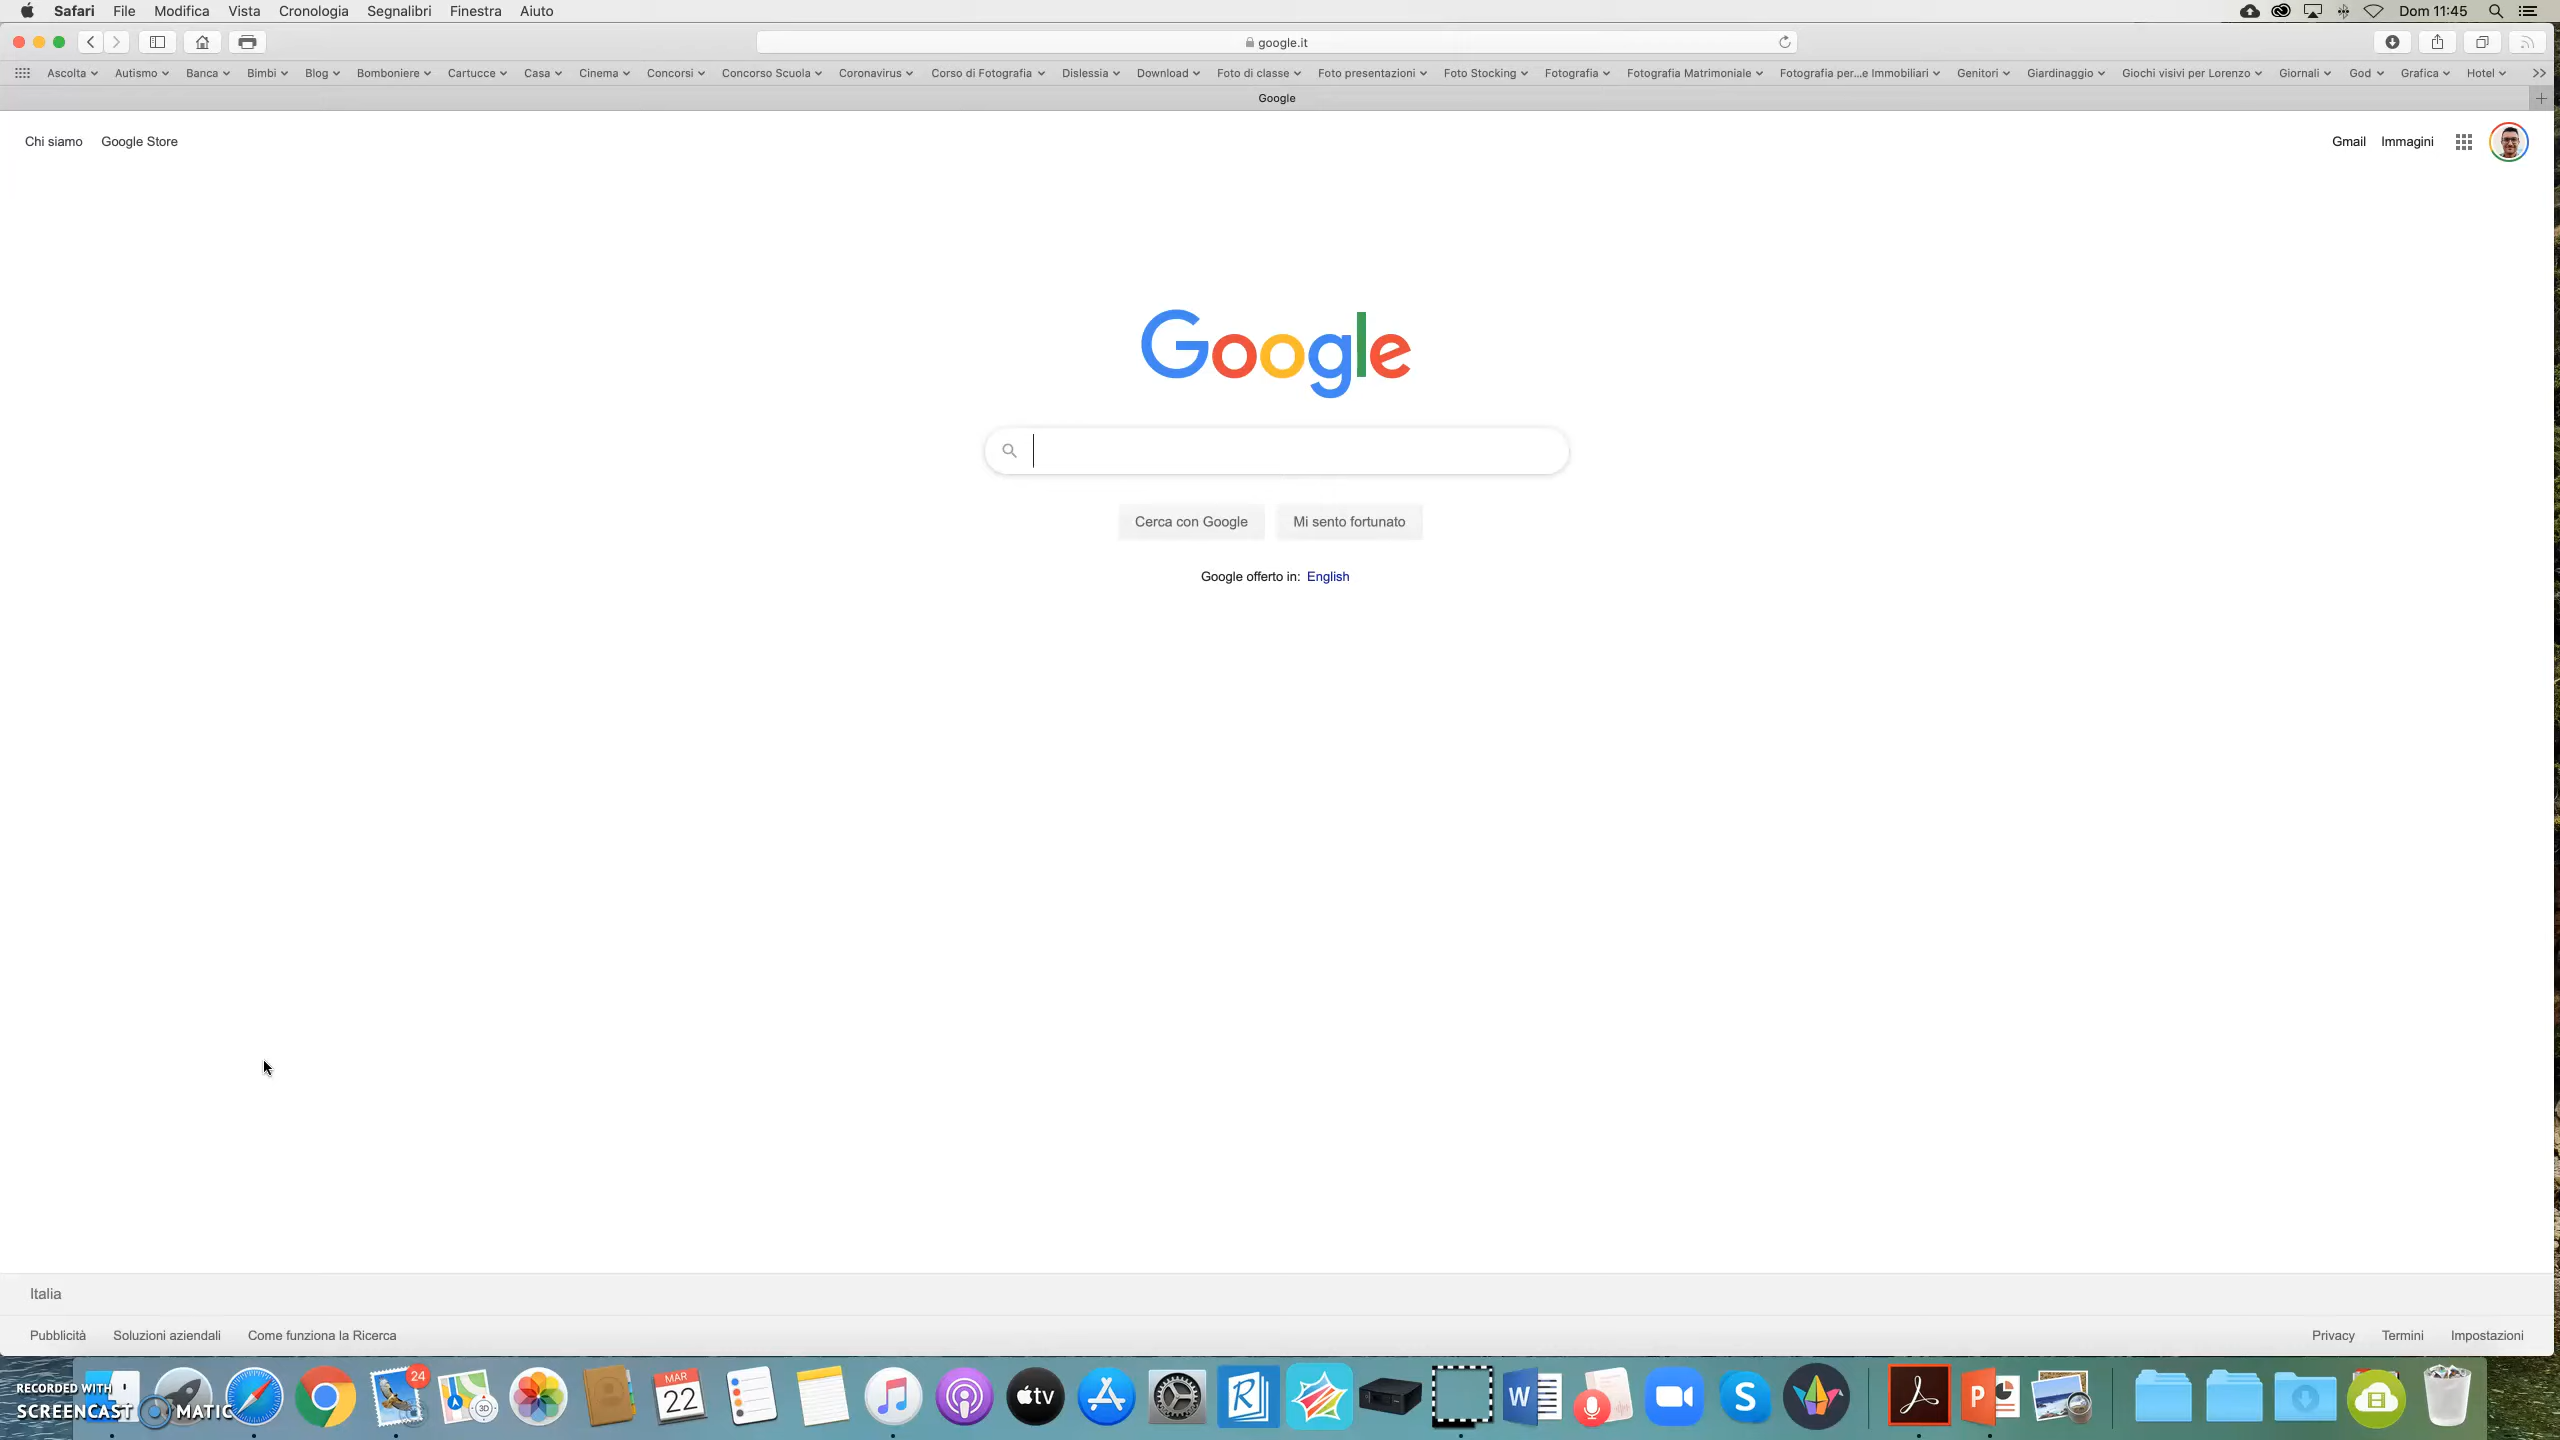 Safari File Modifica Vista Cronologia Segnalibri Finestra Aiuto Dom 11:45
google.it
Ascolta Autismo Banca Bimbi Blog Bomboniere Cartucce Casa Cinema Concorsi Concorso Scuola Coronavirus Corso di Fotografia Dislessia Download Foto di classe Foto presentazioni Foto Stocking Fotografia Fotografia Matrimoniale Fotografia per...e Immobiliari Genitori Giardinaggio Giochi visivi per Lorenzo Giornali God Grafica Hotel
Google
Chi siamo Google Store Gmail Immagini
Google
Cerca con Google Mi sento fortunato
Google offerto in: English
Italia
Pubblicità Soluzioni aziendali Come funziona la Ricerca Privacy Termini Impostazioni
24
MAR
22
3D
tv
W
S
P
RECORDED WITH
SCREENCAST MATIC